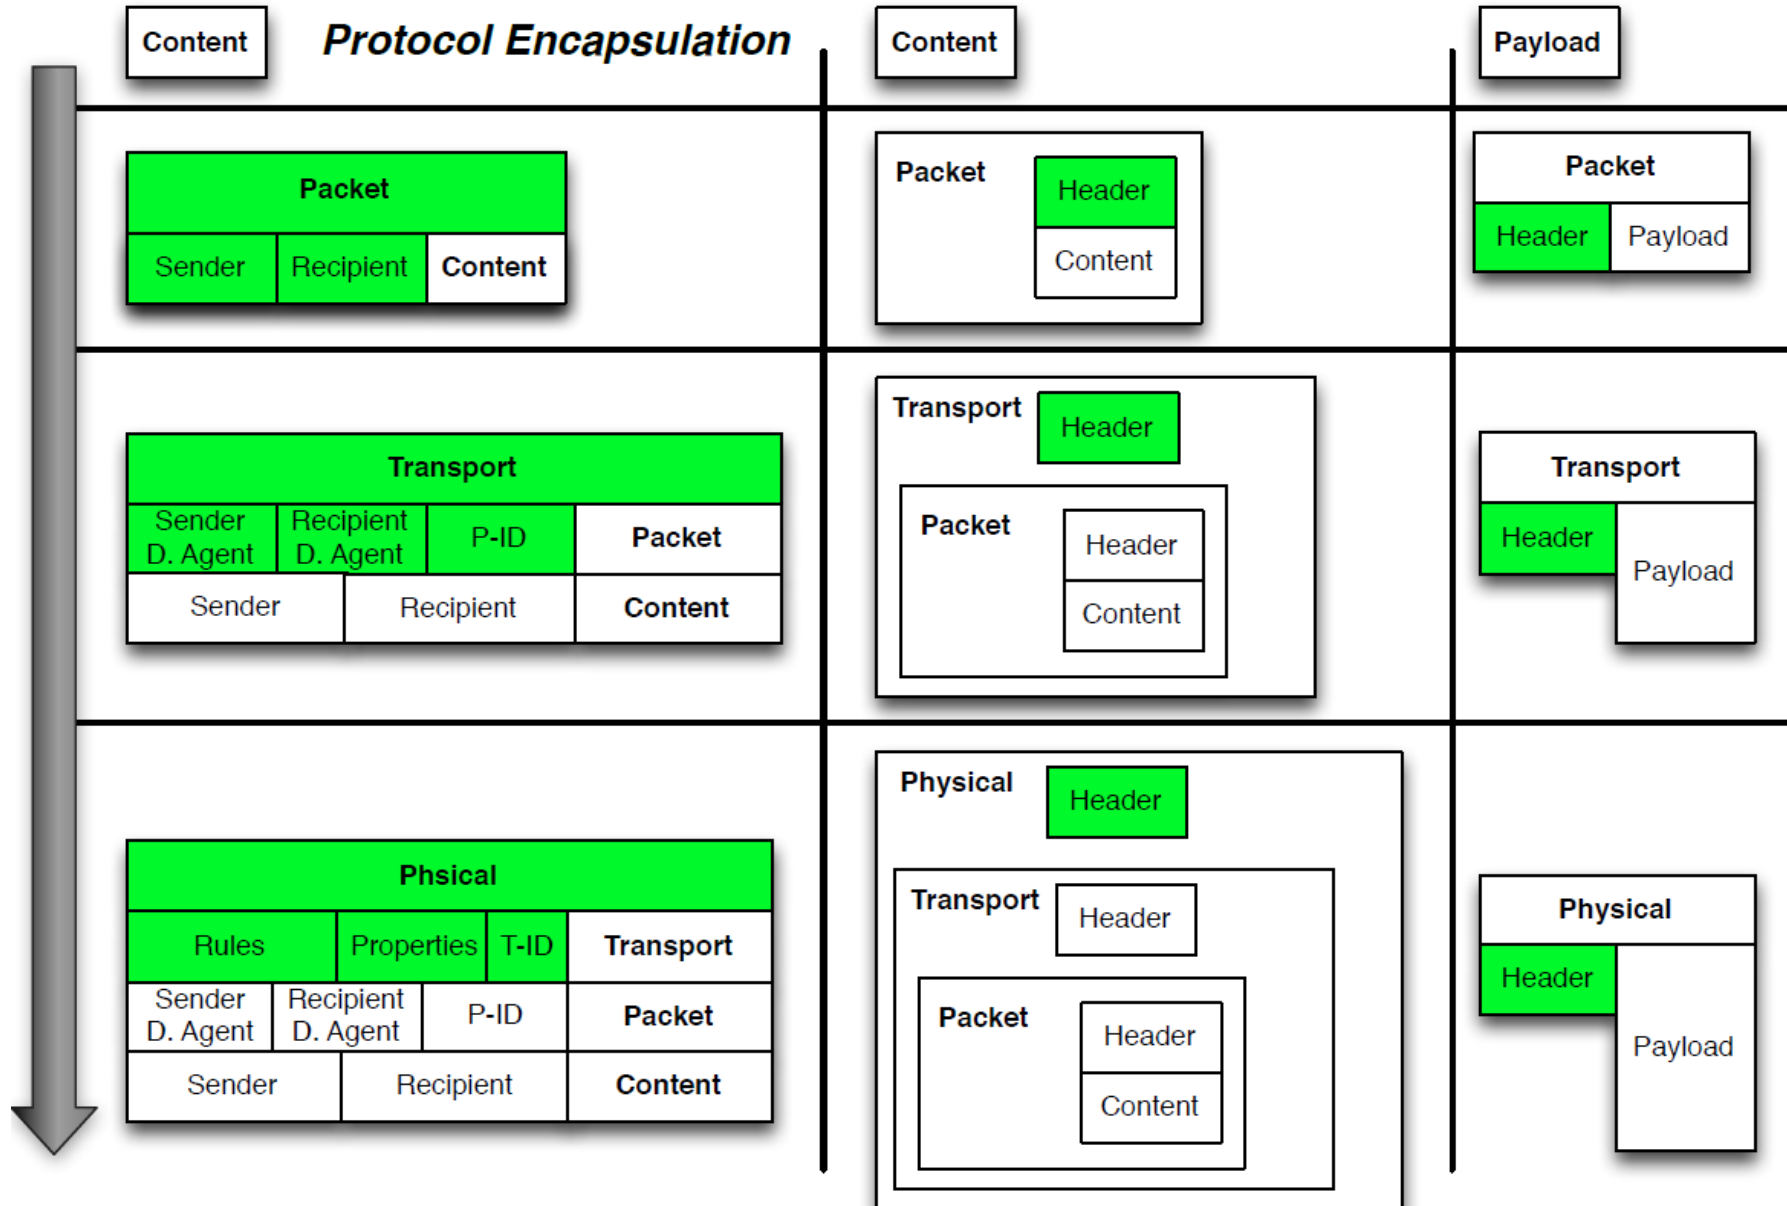 Content
Protocol Encapsulation
Content
Payload
Packet
Sender
Recipient
Content
Packet
Header
Content
Packet
Header
Payload
Transport
Sender
D. Agent
Recipient
D. Agent
P-ID
Packet
Sender
Recipient
Content
Transport
Header
Packet
Header
Content
Transport
Header
Payload
Phsical
Rules
Properties
T-ID
Transport
Sender
D. Agent
Recipient
D. Agent
P-ID
Packet
Sender
Recipient
Content
Physical
Header
Transport
Header
Packet
Header
Content
Physical
Header
Payload